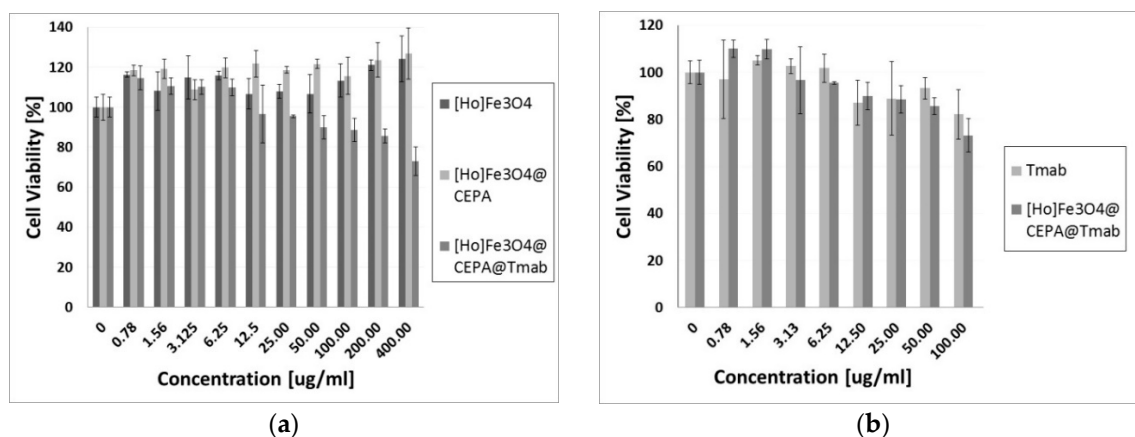 140
120
100
80
60
40
20
0
Cell Viability [%]
0 0.78 1.56 3.125 6.25 12.5 25.00 50.00 100.00 200.00 400.00
Concentration [ug/ml]
[Ho]Fe3O4
[Ho]Fe3O4@
CEPA
[Ho]Fe3O4@
CEPA@Tmab
(a)
120
100
80
60
40
20
0
Cell Viability [%]
0 0.78 1.56 3.13 6.25 12.50 25.00 50.00 100.00
Concentration [ug/ml]
Tmab
[Ho]Fe3O4@
CEPA@Tmab
(b)